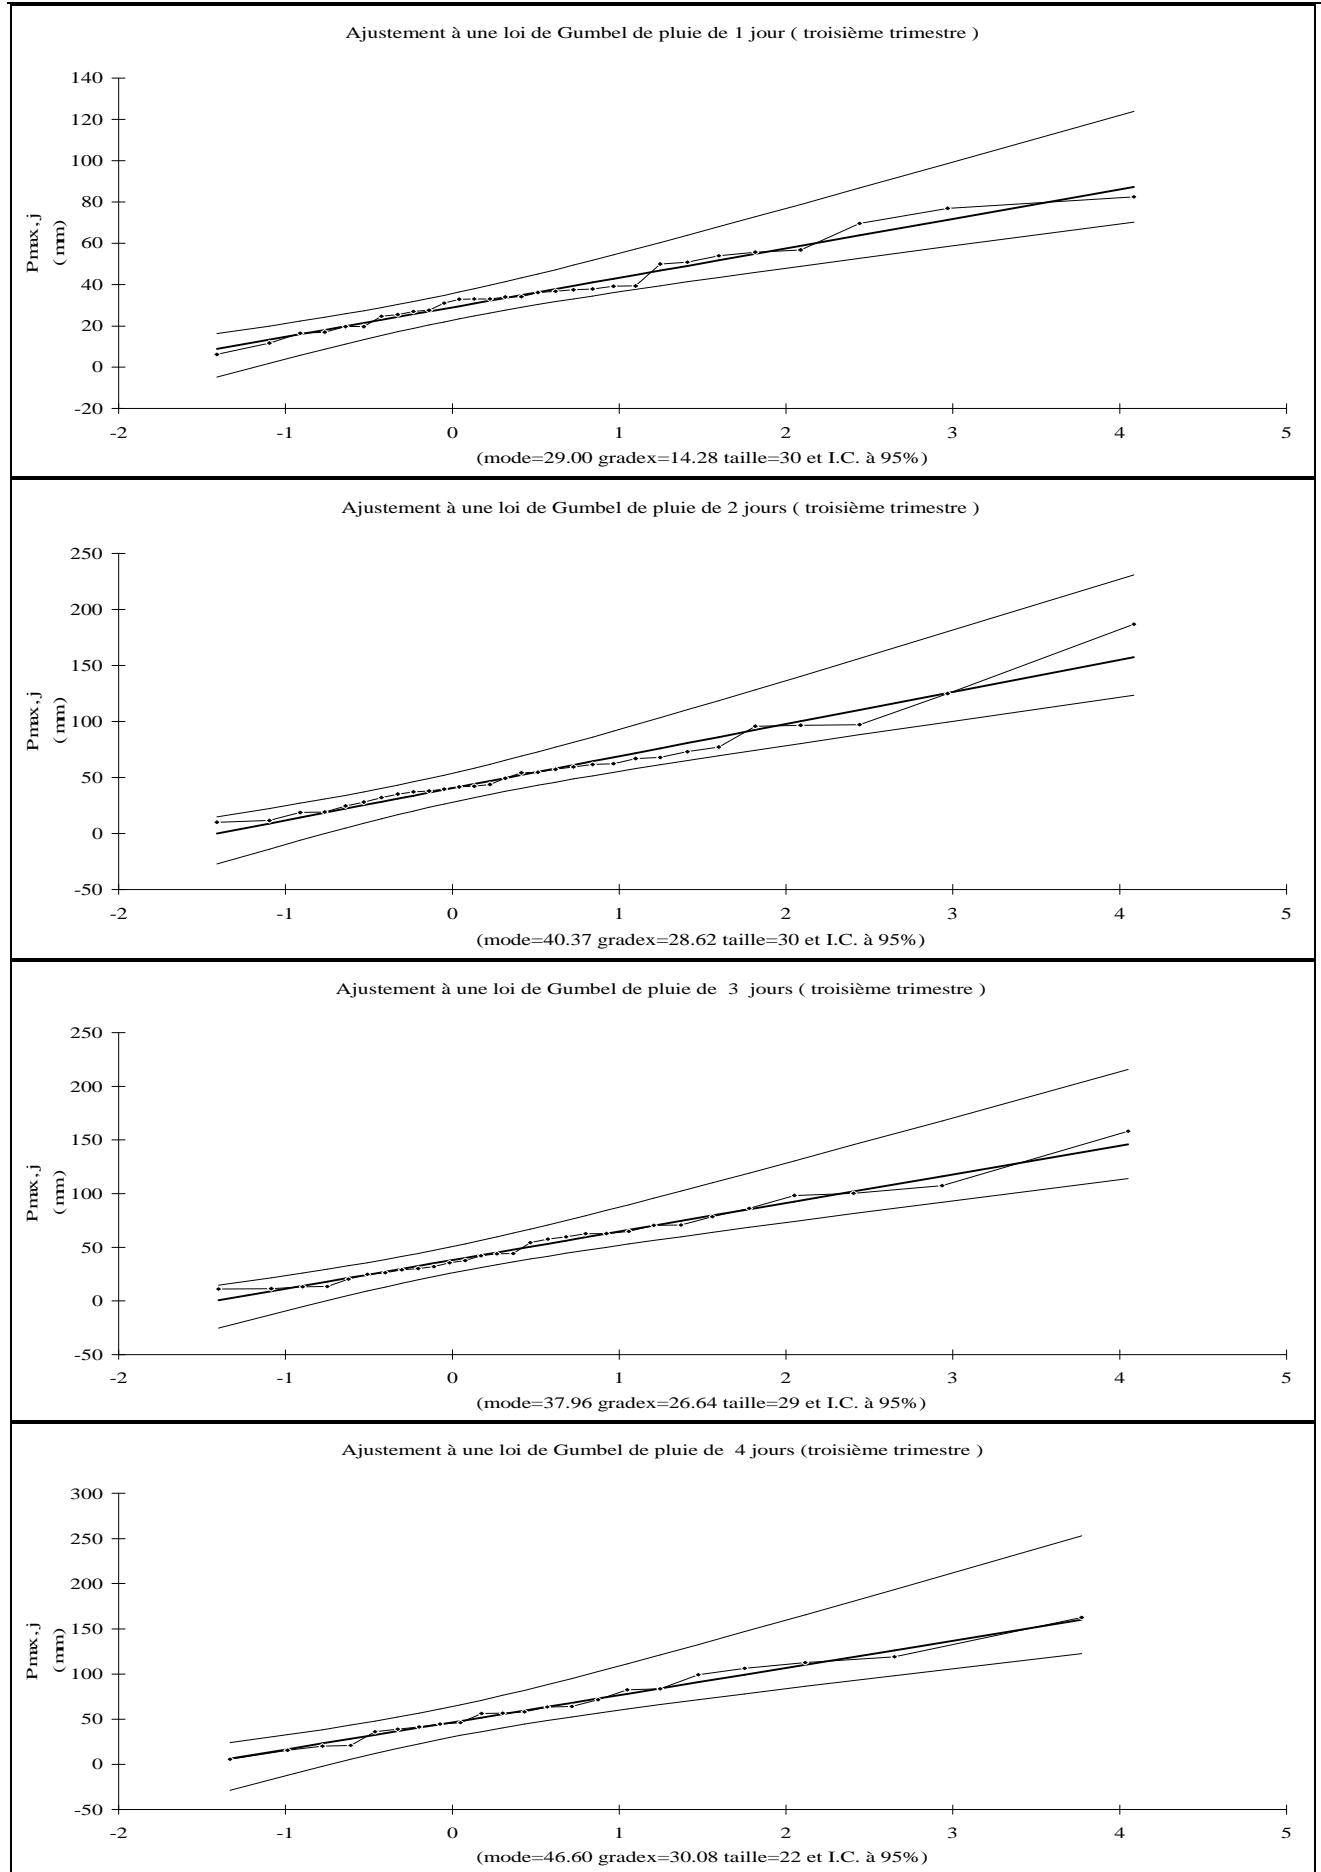 Ajustement à une loi de Gumbel de pluie de 1 jour ( troisième trimestre )
Pmax,j
(mm)
140
120
100
80
60
40
20
0
-20
-2 -1 0 1 2 3 4 5
(mode=29.00 gradex=14.28 taille=30 et I.C. à 95%)
Ajustement à une loi de Gumbel de pluie de 2 jours ( troisième trimestre )
Pmax,j
(mm)
250
200
150
100
50
0
-50
-2 -1 0 1 2 3 4 5
(mode=40.37 gradex=28.62 taille=30 et I.C. à 95%)
Ajustement à une loi de Gumbel de pluie de 3 jours ( troisième trimestre )
Pmax,j
(mm)
250
200
150
100
50
0
-50
-2 -1 0 1 2 3 4 5
(mode=37.96 gradex=26.64 taille=29 et I.C. à 95%)
Ajustement à une loi de Gumbel de pluie de 4 jours (troisième trimestre )
Pmax,j
(mm)
300
250
200
150
100
50
0
-50
-2 -1 0 1 2 3 4 5
(mode=46.60 gradex=30.08 taille=22 et I.C. à 95%)